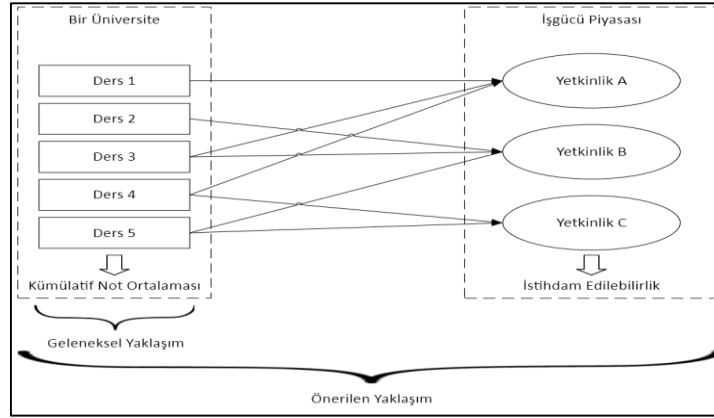 Bir Üniversite
Ders 1
Ders 2
Ders 3
Ders 4
Ders 5
Kümülatif Not Ortalaması
Geleneksel Yaklaşım
İşgücü Piyasası
Yetkinlik A
Yetkinlik B
Yetkinlik C
İstihdam Edilebilirlik
Önerilen Yaklaşım